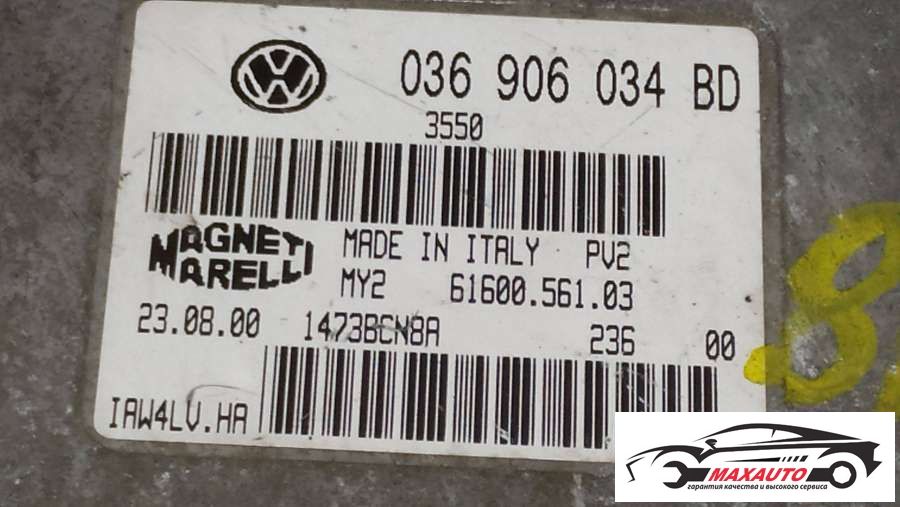 036 906 034 BD
3550
MAGNETI
MARELLI
MADE IN ITALY PV2
MY2 61600.561.03
23.08.00 1473BCN8A 236 00
IAW4LV.HA
8
MAXAUTO
гарантия качества и высокого сервиса